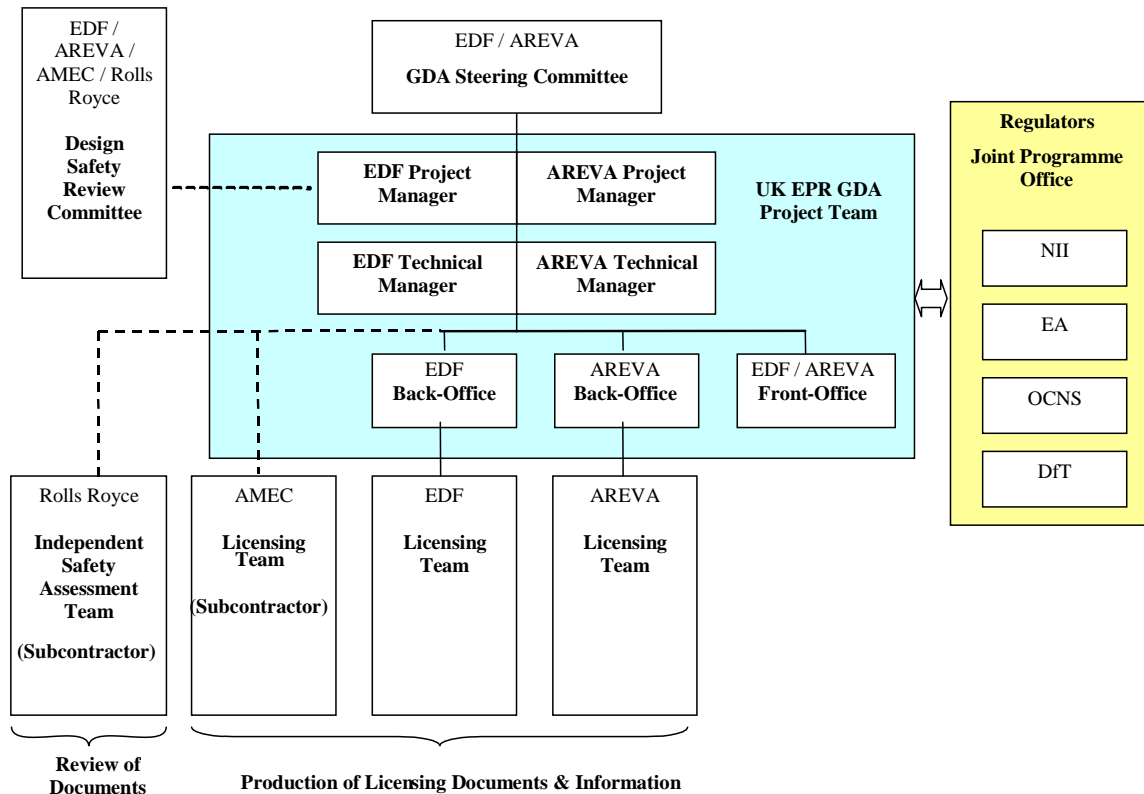 EDF /
AREVA /
AMEC / Rolls
Royce
Design
Safety
Review
Committee
EDF / AREVA
GDA Steering Committee
EDF Project
Manager
AREVA Project
Manager
UK EPR GDA
Project Team
EDF Technical
Manager
AREVA Technical
Manager
EDF
Back-Office
AREVA
Back-Office
EDF / AREVA
Front-Office
Regulators
Joint Programme
Office
NII
EA
OCNS
DfT
Rolls Royce
Independent
Safety
Assessment
Team
(Subcontractor)
AMEC
Licensing
Team
(Subcontractor)
EDF
Licensing
Team
AREVA
Licensing
Team
Review of
Documents
Production of Licensing Documents & Information